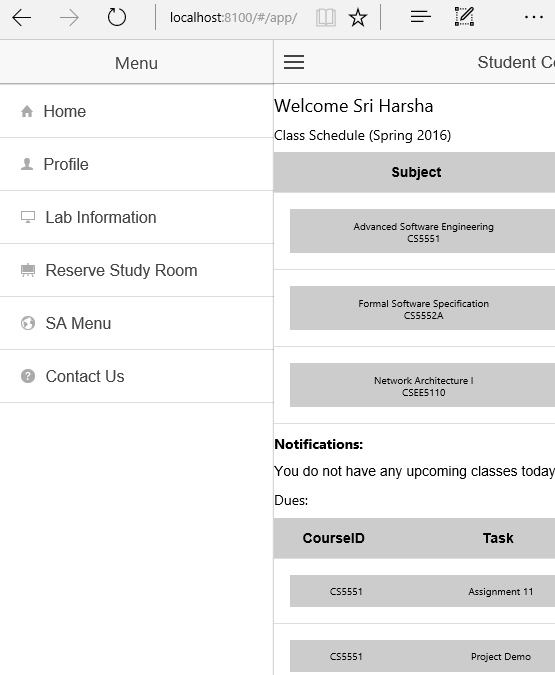 localhost:8100/#/app/
Menu
Home
Profile
Lab Information
Reserve Study Room
SA Menu
Contact Us
Student Ce
Welcome Sri Harsha
Class Schedule (Spring 2016)
Subject
Advanced Software Engineering
CS5551
Formal Software Specification
CS5552A
Network Architecture I
CSEE5110
Notifications:
You do not have any upcoming classes today
Dues:
CourseID Task
CS5551 Assignment 11
CS5551 Project Demo